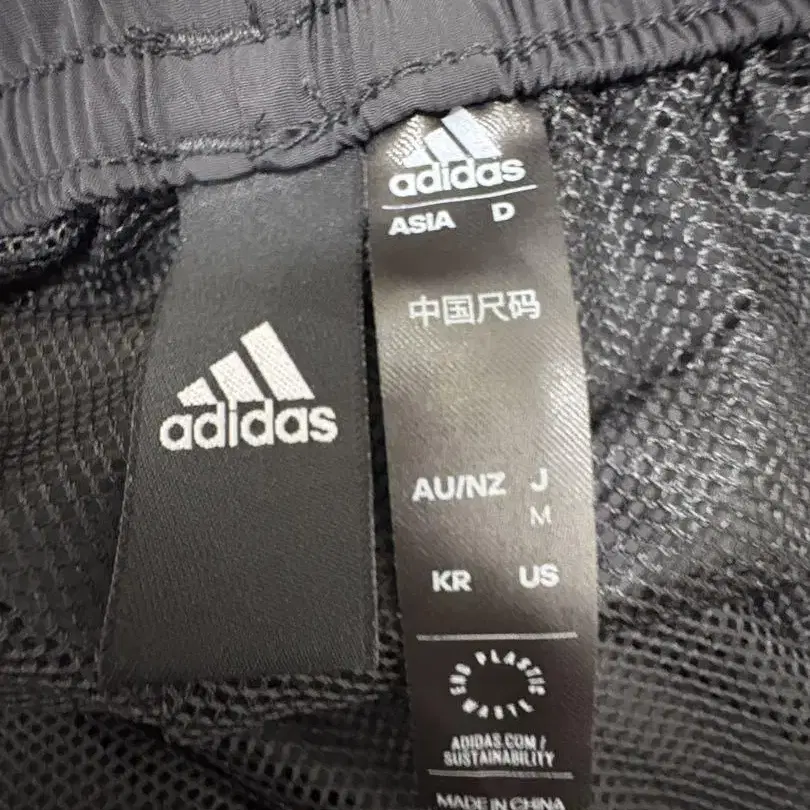 adidas
adidas
ASIA D
中国尺码
AU/NZ J
M
KR US
END PLASTIC WASTE
ADIDAS.COM/
SUSTAINABILITY
MADE IN CHINA